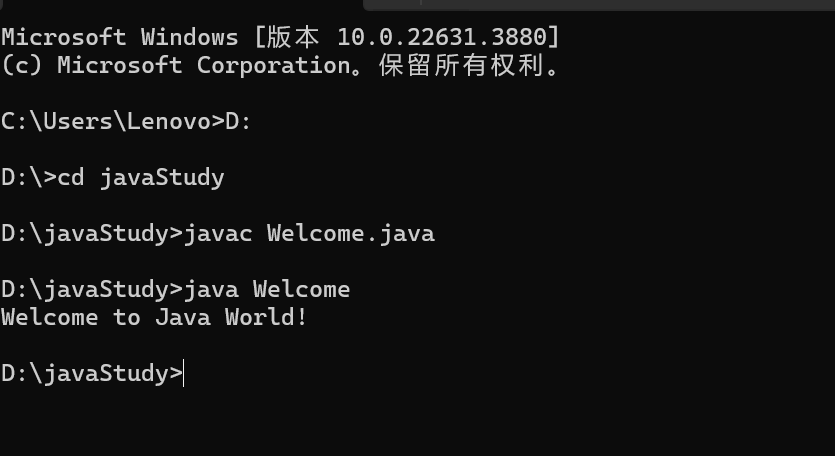 Microsoft Windows [版本 10.0.22631.3880]
(c) Microsoft Corporation。保留所有权利。
C:\Users\Lenovo>D:
D:\>cd javaStudy
D:\javaStudy>javac Welcome.java
D:\javaStudy>java Welcome
Welcome to Java World!
D:\javaStudy>